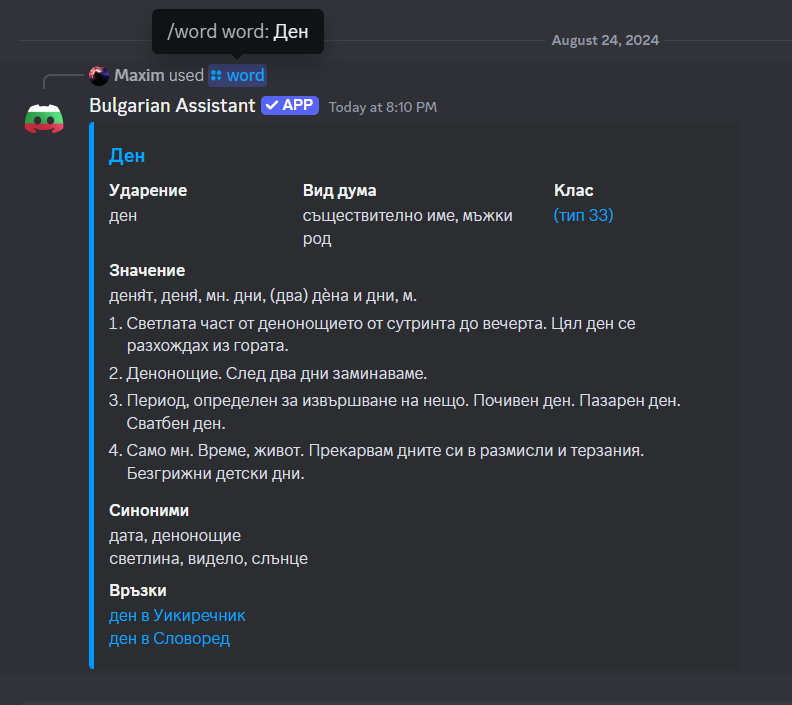 /word word: Ден
August 24, 2024
Maxim used word
Bulgarian Assistant APP Today at 8:10 PM
Ден
Ударение
ден
Вид дума
съществително име, мъжки
род
Клас
(тип 33)
Значение
деня̀т, деня̀, мн. дни, (два) дѐна и дни, м.
1. Светлата част от денонощието от сутринта до вечерта. Цял ден се
разхождах из гората.
2. Денонощие. След два дни заминаваме.
3. Период, определен за извършване на нещо. Почивен ден. Пазарен ден.
Сватбен ден.
4. Само мн. Време, живот. Прекарвам дните си в размисли и терзания.
Безгрижни детски дни.
Синоними
дата, денонощие
светлина, видело, слънце
Връзки
ден в Уикиречник
ден в Словоред